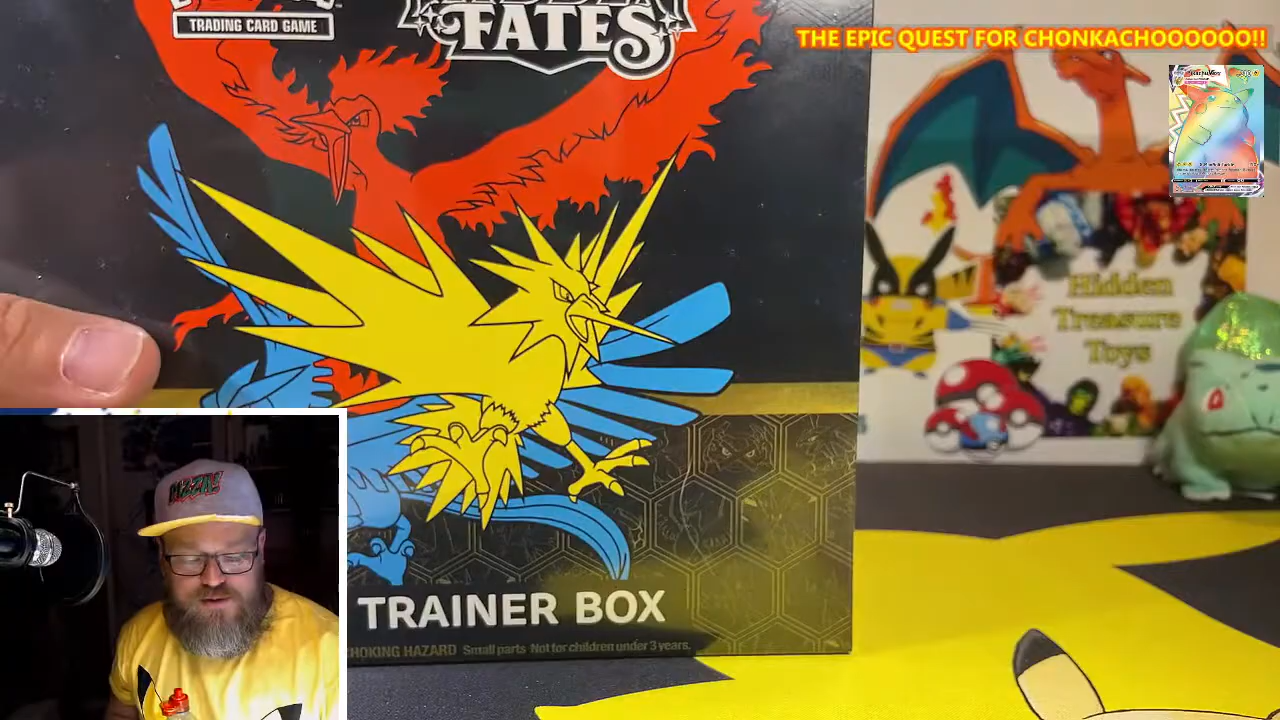 TRADING CARD GAME
FATES
THE EPIC QUEST FOR CHONKACHOOOOOO!!
Hidden
Treasure
Toys
TRAINER BOX
CHOKING HAZARD Small parts Not for children under 3 years.